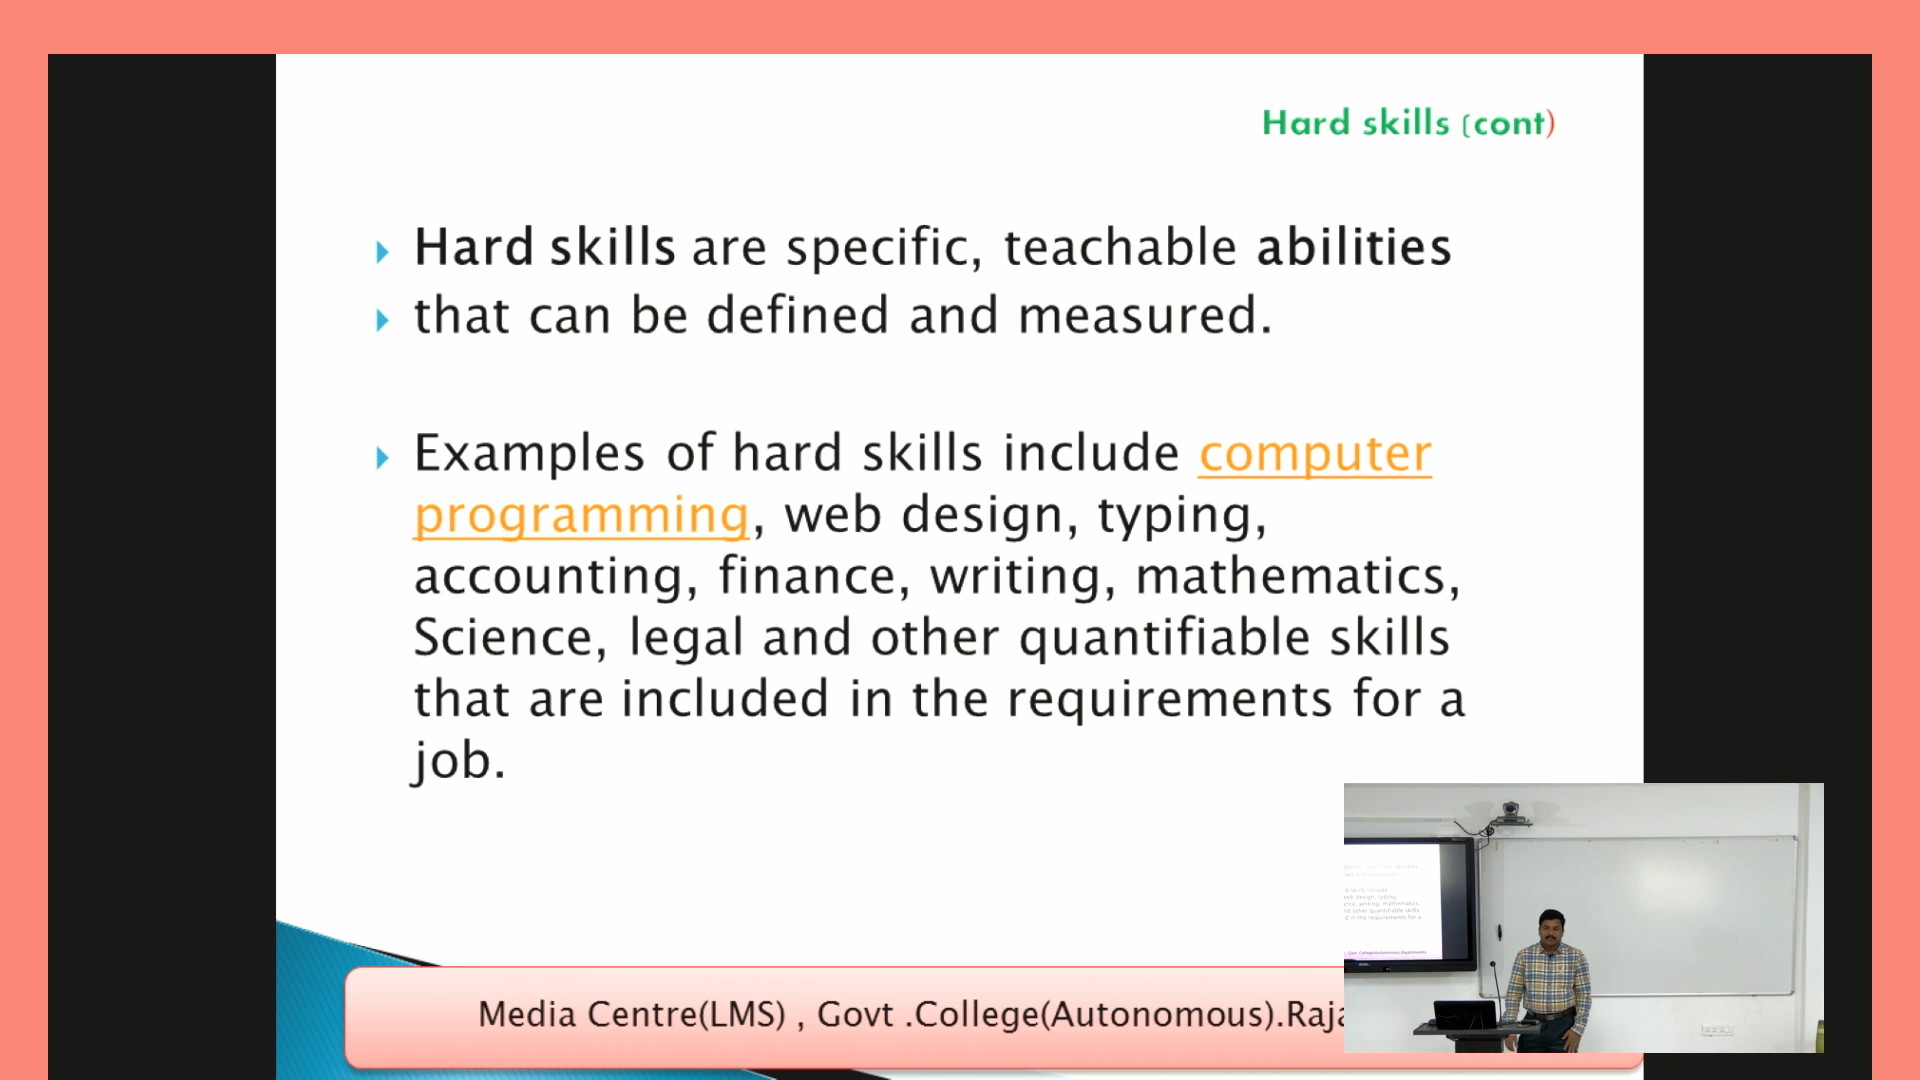 Hard skills (cont)
Hard skills are specific, teachable abilities
that can be defined and measured.
Examples of hard skills include computer
programming, web design, typing,
accounting, finance, writing, mathematics,
Science, legal and other quantifiable skills
that are included in the requirements for a
job.
Media Centre(LMS) , Govt .College(Autonomous).Raja